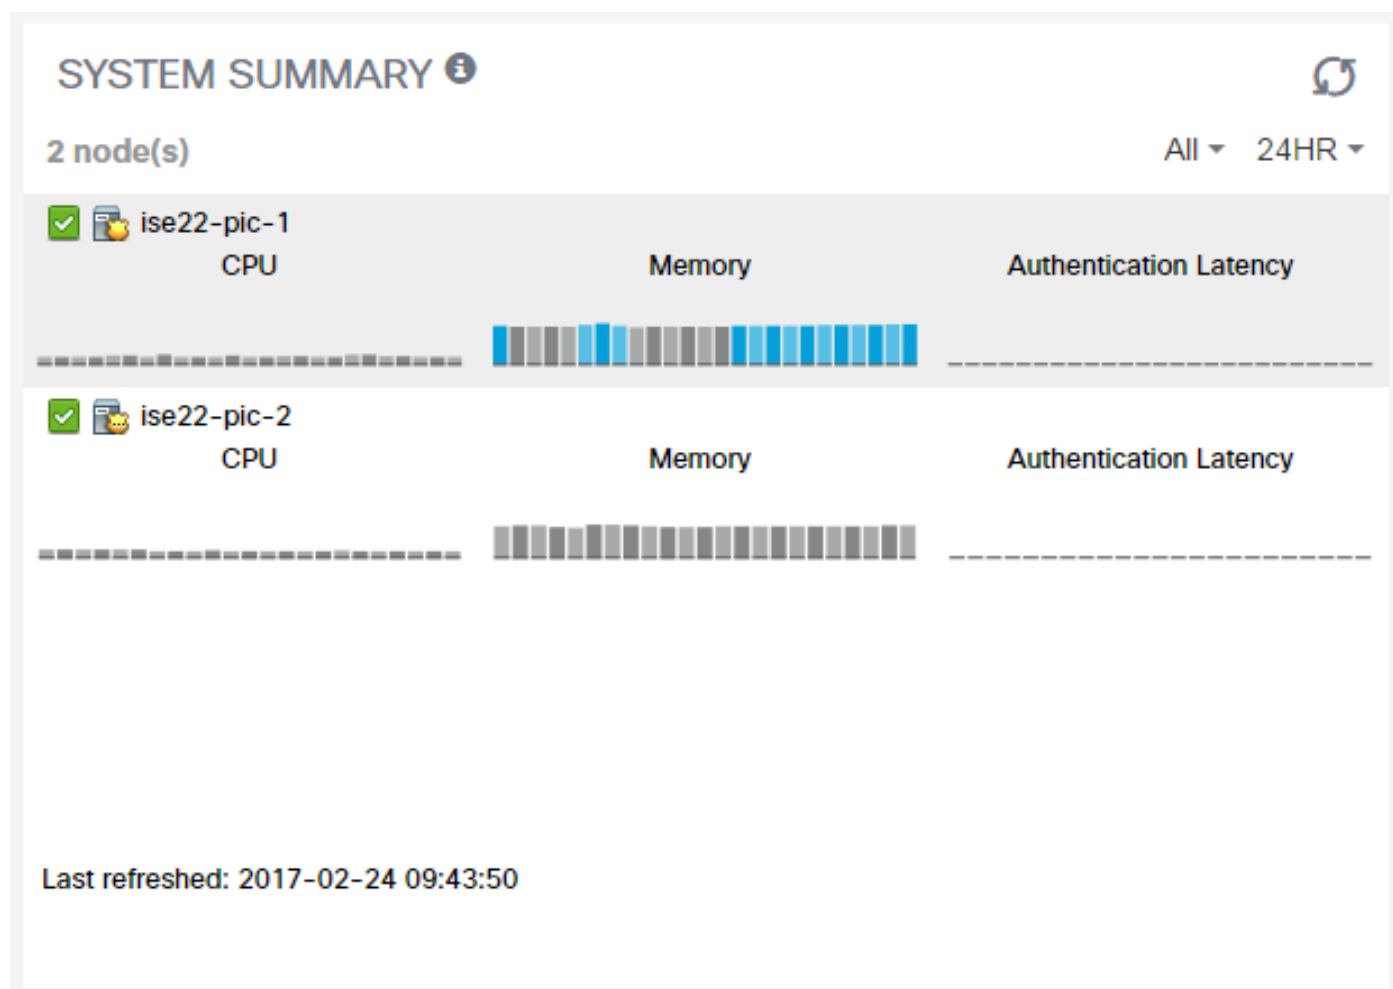 SYSTEM SUMMARY
2 node(s)
All 24HR
ise22-pic-1
CPU Memory Authentication Latency
ise22-pic-2
CPU Memory Authentication Latency
Last refreshed: 2017-02-24 09:43:50